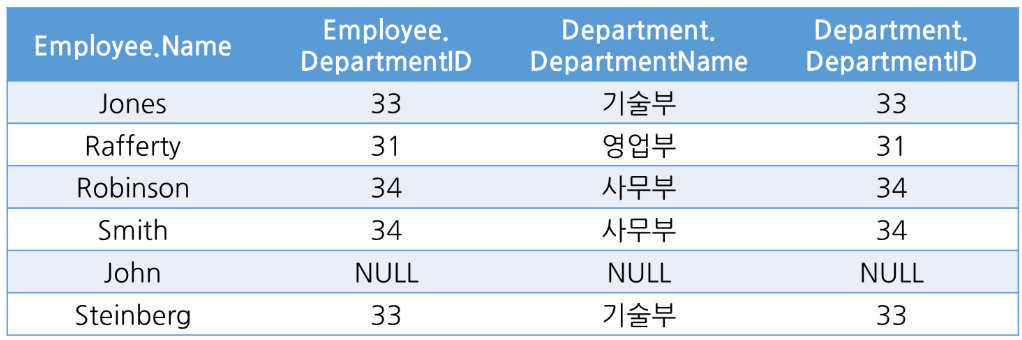 Employee.Name Employee. DepartmentID Department. DepartmentName Department. DepartmentID
Jones 33 기술부 33
Rafferty 31 영업부 31
Robinson 34 사무부 34
Smith 34 사무부 34
John NULL NULL NULL
Steinberg 33 기술부 33